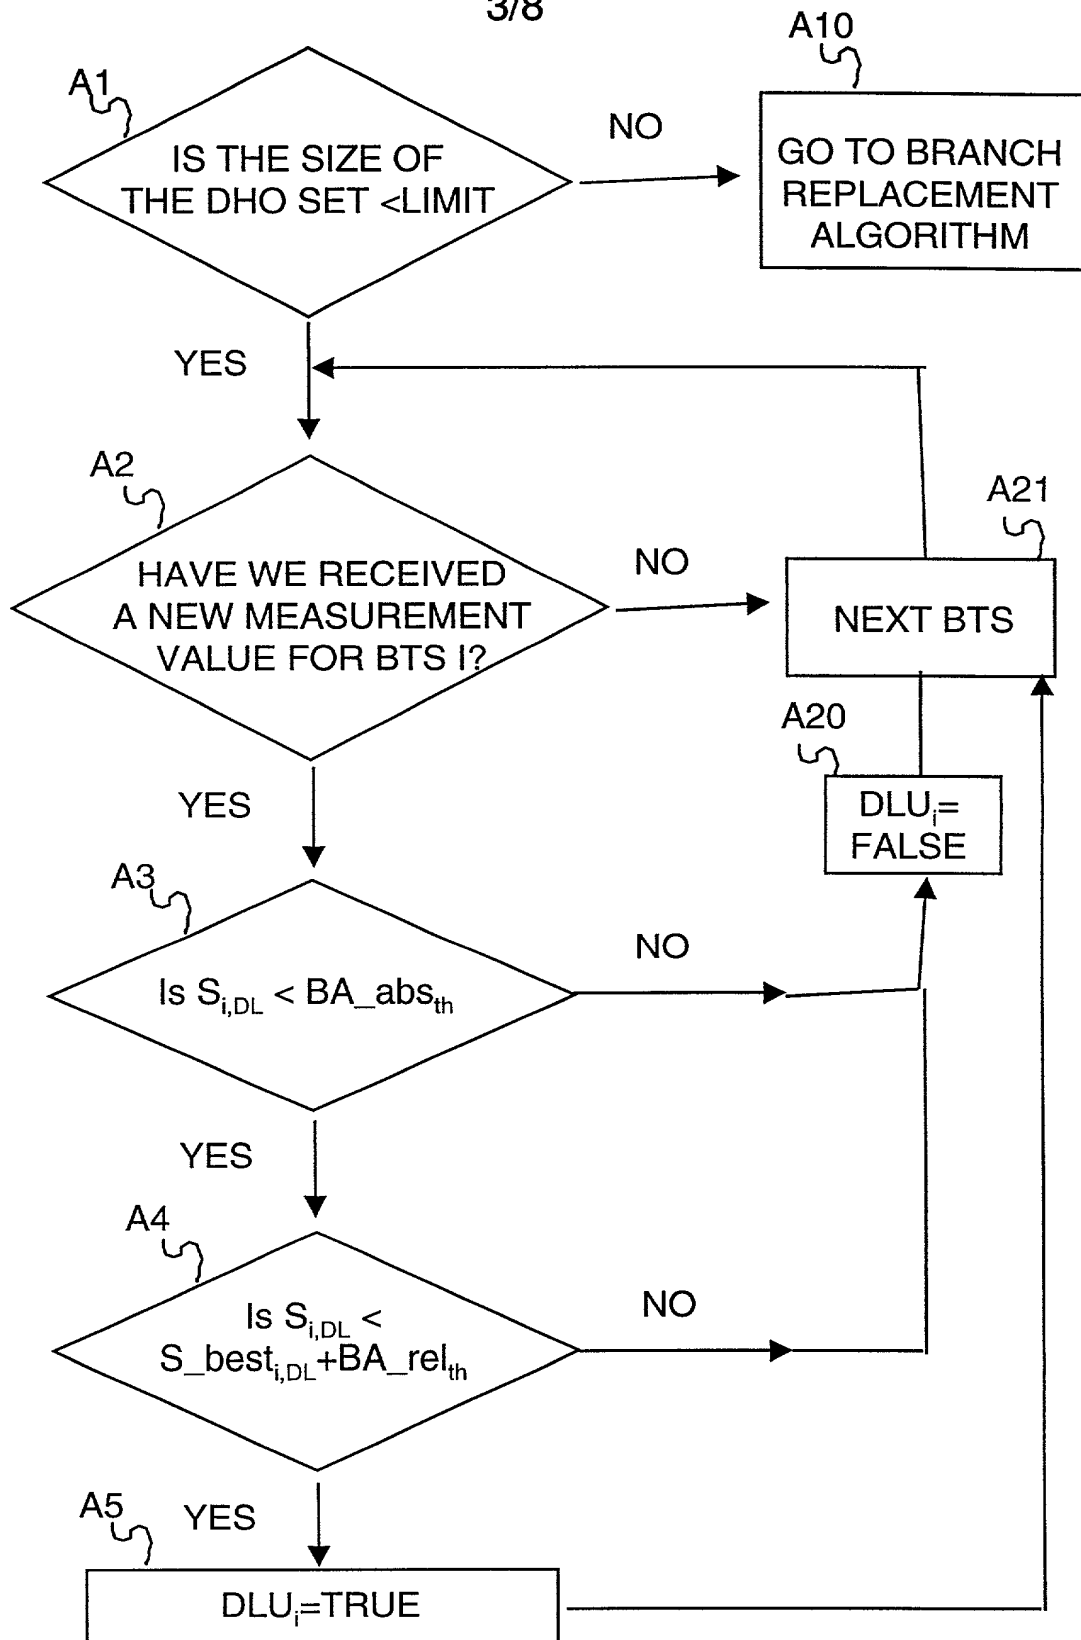 3/8
A10
A1
NO
IS THE SIZE OF
THE DHO SET <LIMIT
GO TO BRANCH
REPLACEMENT
ALGORITHM
YES
A2
A21
NO
HAVE WE RECEIVED
A NEW MEASUREMENT
VALUE FOR BTS I?
NEXT BTS
A20
YES
DLUi=
FALSE
A3
NO
Is Si,DL < BA_absth
YES
A4
NO
Is Si,DL <
S_besti,DL+BA_relth
A5
YES
DLUi=TRUE